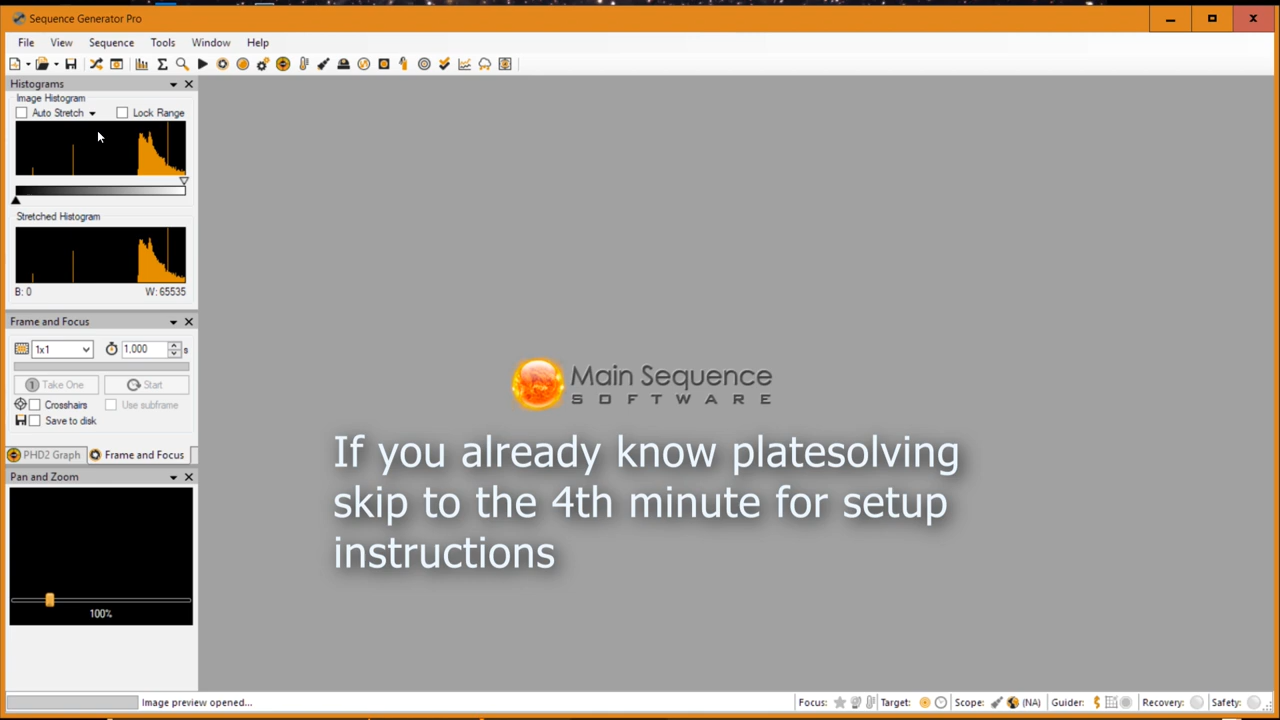 Sequence Generator Pro
File View Sequence Tools Window Help
Histograms
Image Histogram
Auto Stretch Lock Range
Stretched Histogram
B: 0 W: 65535
Frame and Focus
1x1 1.000 s
1 Take One Start
Crosshairs Use subframe
Save to disk
PHD2 Graph Frame and Focus
Pan and Zoom
100%
Main Sequence
SOFTWARE
If you already know platesolving
skip to the 4th minute for setup
instructions
Image preview opened... Focus: Target: Scope: (NA) Guider: Recovery: Safety: